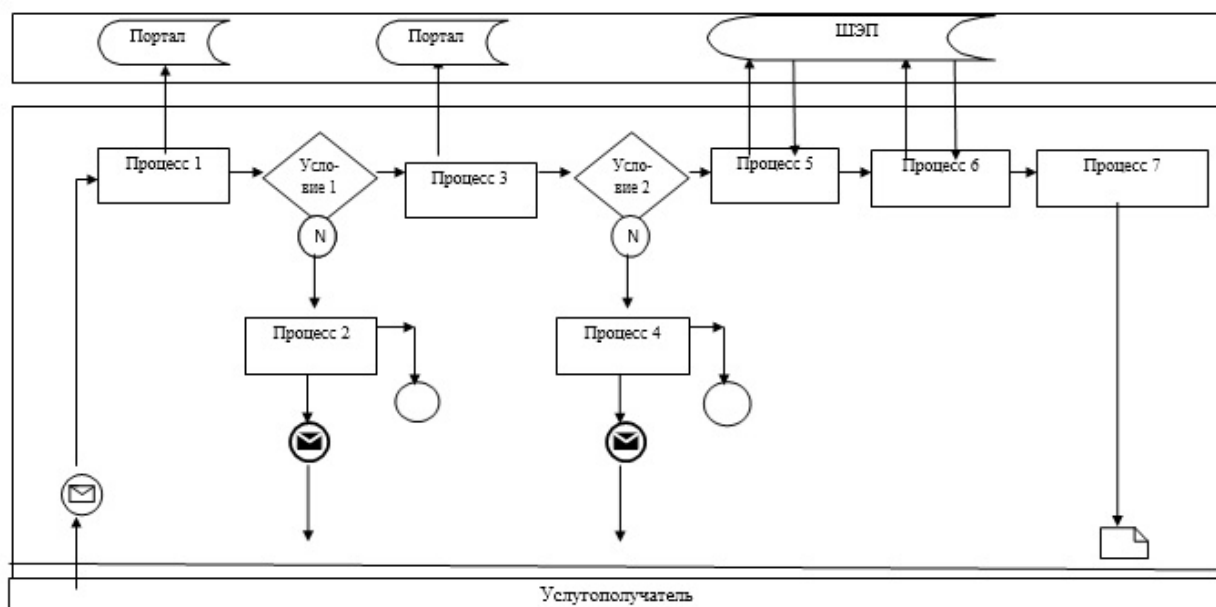 Портал
Портал
ШЭП
Процесс 1
Усло-
вие 1
Процесс 3
Усло-
вие 2
Процесс 5
Процесс 6
Процесс 7
N
N
Процесс 2
Процесс 4
Услугополучатель